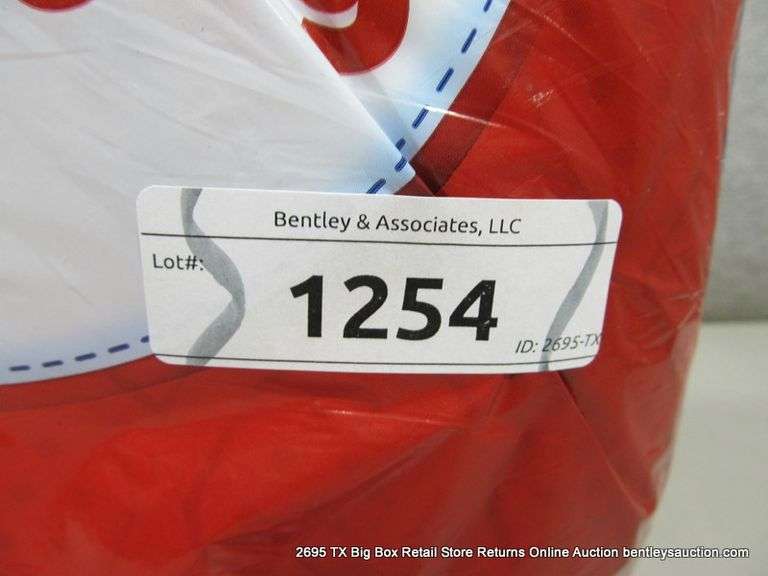 Bentley & Associates, LLC
Lot#:
1254
ID: 2695-TX
2695 TX Big Box Retail Store Returns Online Auction bentleysauction.com